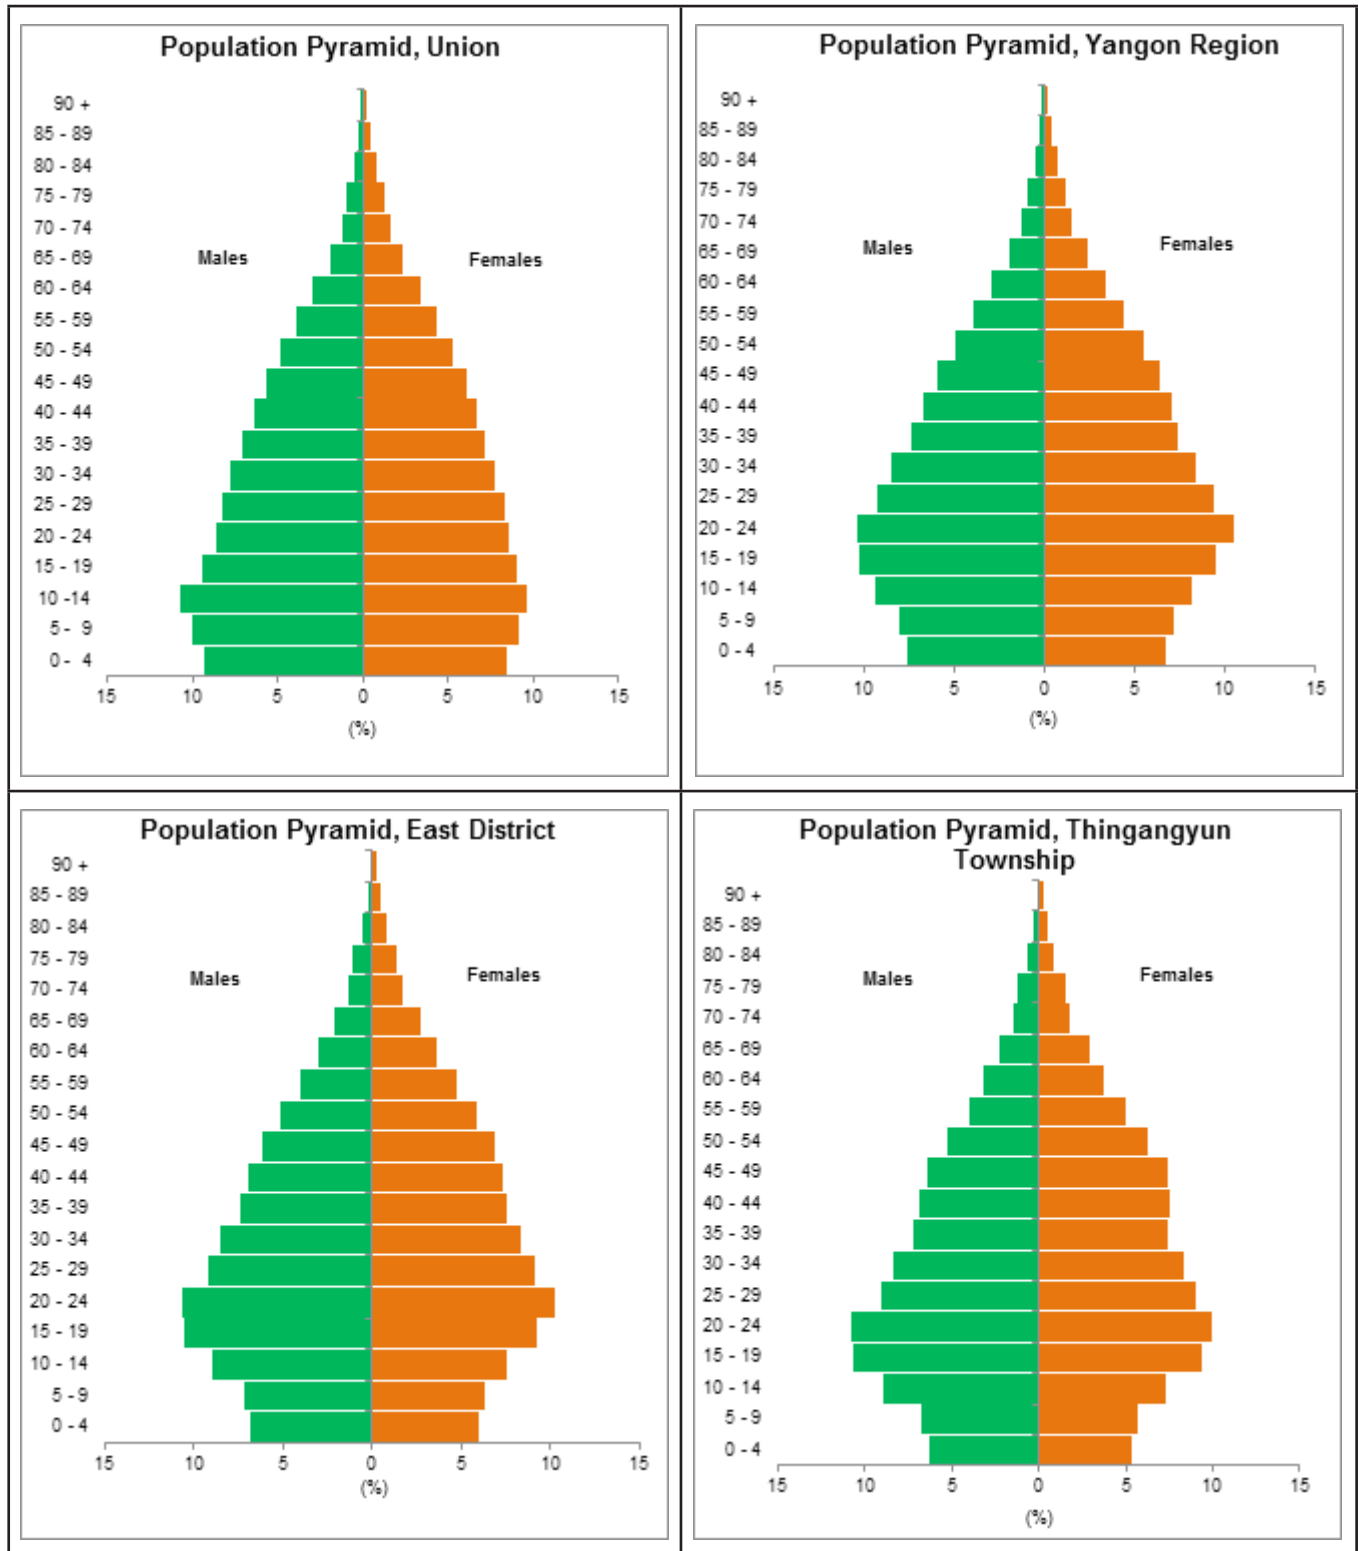 Population Pyramid, Union
90 +
85 - 89
80 - 84
75 - 79
70 - 74
65 - 69
60 - 64
55 - 59
50 - 54
45 - 49
40 - 44
35 - 39
30 - 34
25 - 29
20 - 24
15 - 19
10 -14
5 - 9
0 - 4
Males
Females
15 10 5 0 5 10 15
(%)
Population Pyramid, Yangon Region
90 +
85 - 89
80 - 84
75 - 79
70 - 74
65 - 69
60 - 64
55 - 59
50 - 54
45 - 49
40 - 44
35 - 39
30 - 34
25 - 29
20 - 24
15 - 19
10 - 14
5 - 9
0 - 4
Males
Females
15 10 5 0 5 10 15
(%)
Population Pyramid, East District
90 +
85 - 89
80 - 84
75 - 79
70 - 74
65 - 69
60 - 64
55 - 59
50 - 54
45 - 49
40 - 44
35 - 39
30 - 34
25 - 29
20 - 24
15 - 19
10 - 14
5 - 9
0 - 4
Males
Females
15 10 5 0 5 10 15
(%)
Population Pyramid, Thingangyun
Township
90 +
85 - 89
80 - 84
75 - 79
70 - 74
65 - 69
60 - 64
55 - 59
50 - 54
45 - 49
40 - 44
35 - 39
30 - 34
25 - 29
20 - 24
15 - 19
10 - 14
5 - 9
0 - 4
Males
Females
15 10 5 0 5 10 15
(%)